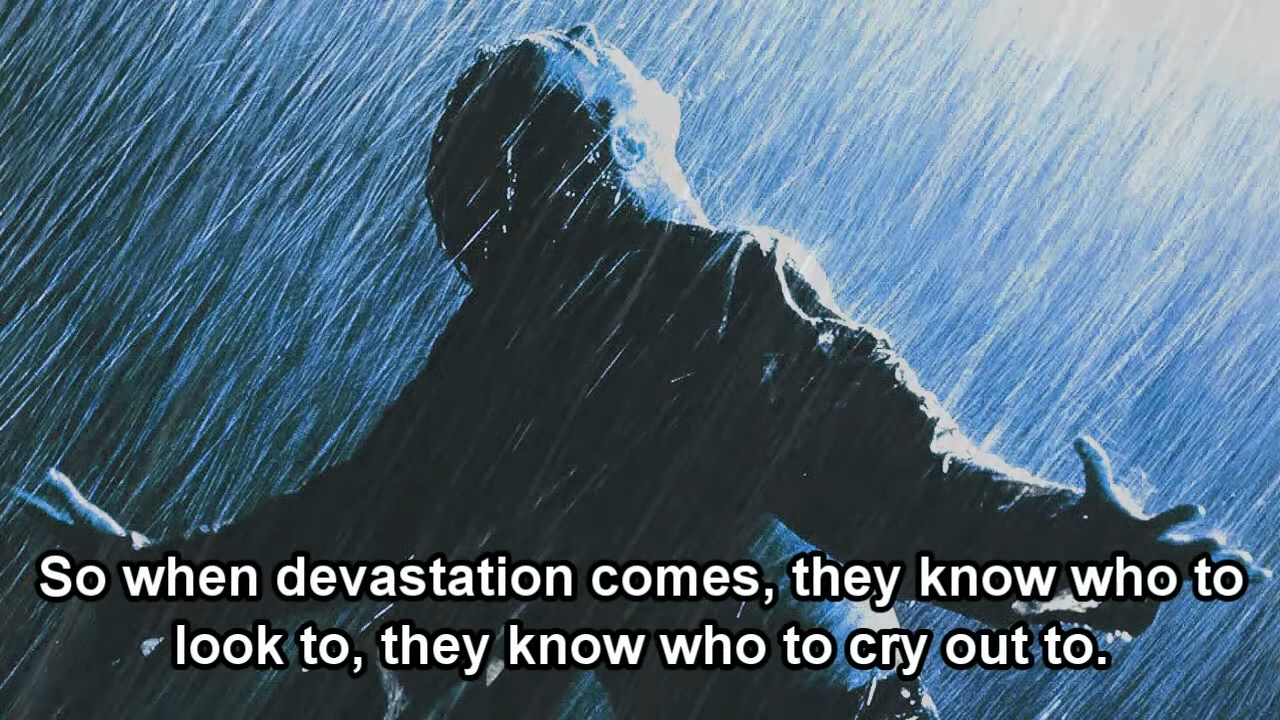 So when devastation comes, they know who to
look to, they know who to cry out to.